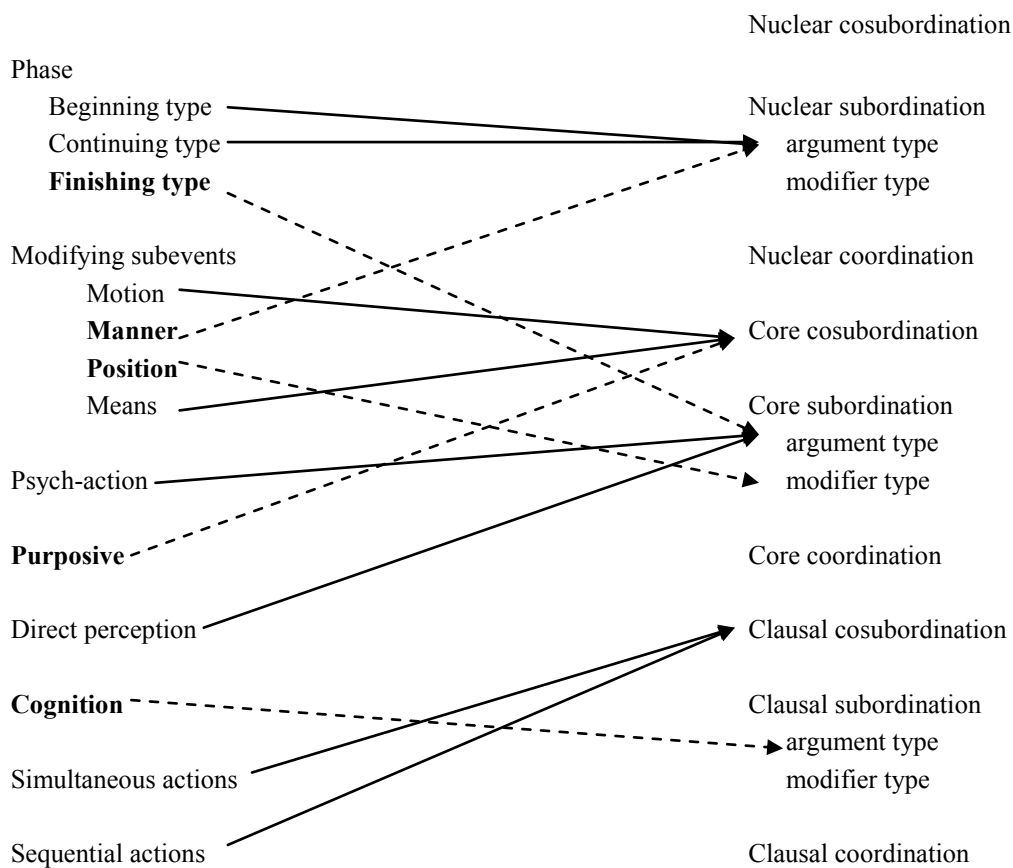 Nuclear cosubordination
Phase
Beginning type
Nuclear subordination
Continuing type
argument type
Finishing type
modifier type
Modifying subevents
Nuclear coordination
Motion
Manner
Core cosubordination
Position
Means
Core subordination
argument type
Psych-action
modifier type
Purposive
Core coordination
Direct perception
Clausal cosubordination
Cognition
Clausal subordination
argument type
Simultaneous actions
modifier type
Sequential actions
Clausal coordination